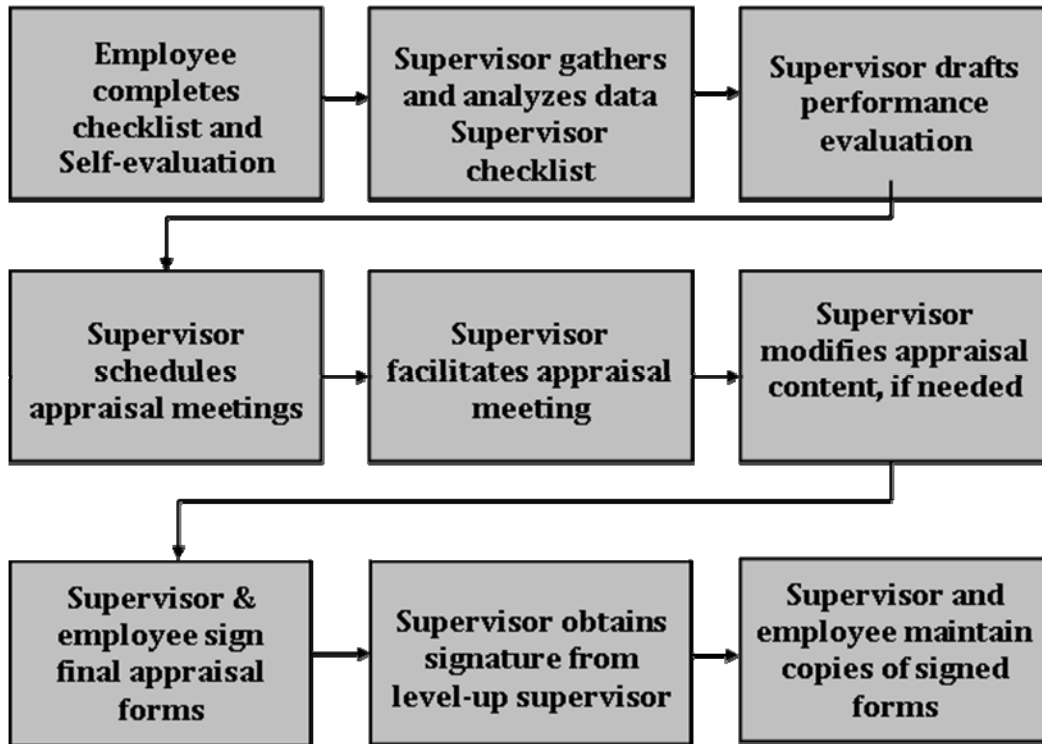 Employee
completes
checklist and
Self-evaluation
Supervisor gathers
and analyzes data
Supervisor
checklist
Supervisor drafts
performance
evaluation
Supervisor
schedules
appraisal meetings
Supervisor
facilitates appraisal
meeting
Supervisor
modifies appraisal
content, if needed
Supervisor &
employee sign
final appraisal
forms
Supervisor obtains
signature from
level-up supervisor
Supervisor and
employee maintain
copies of signed
forms